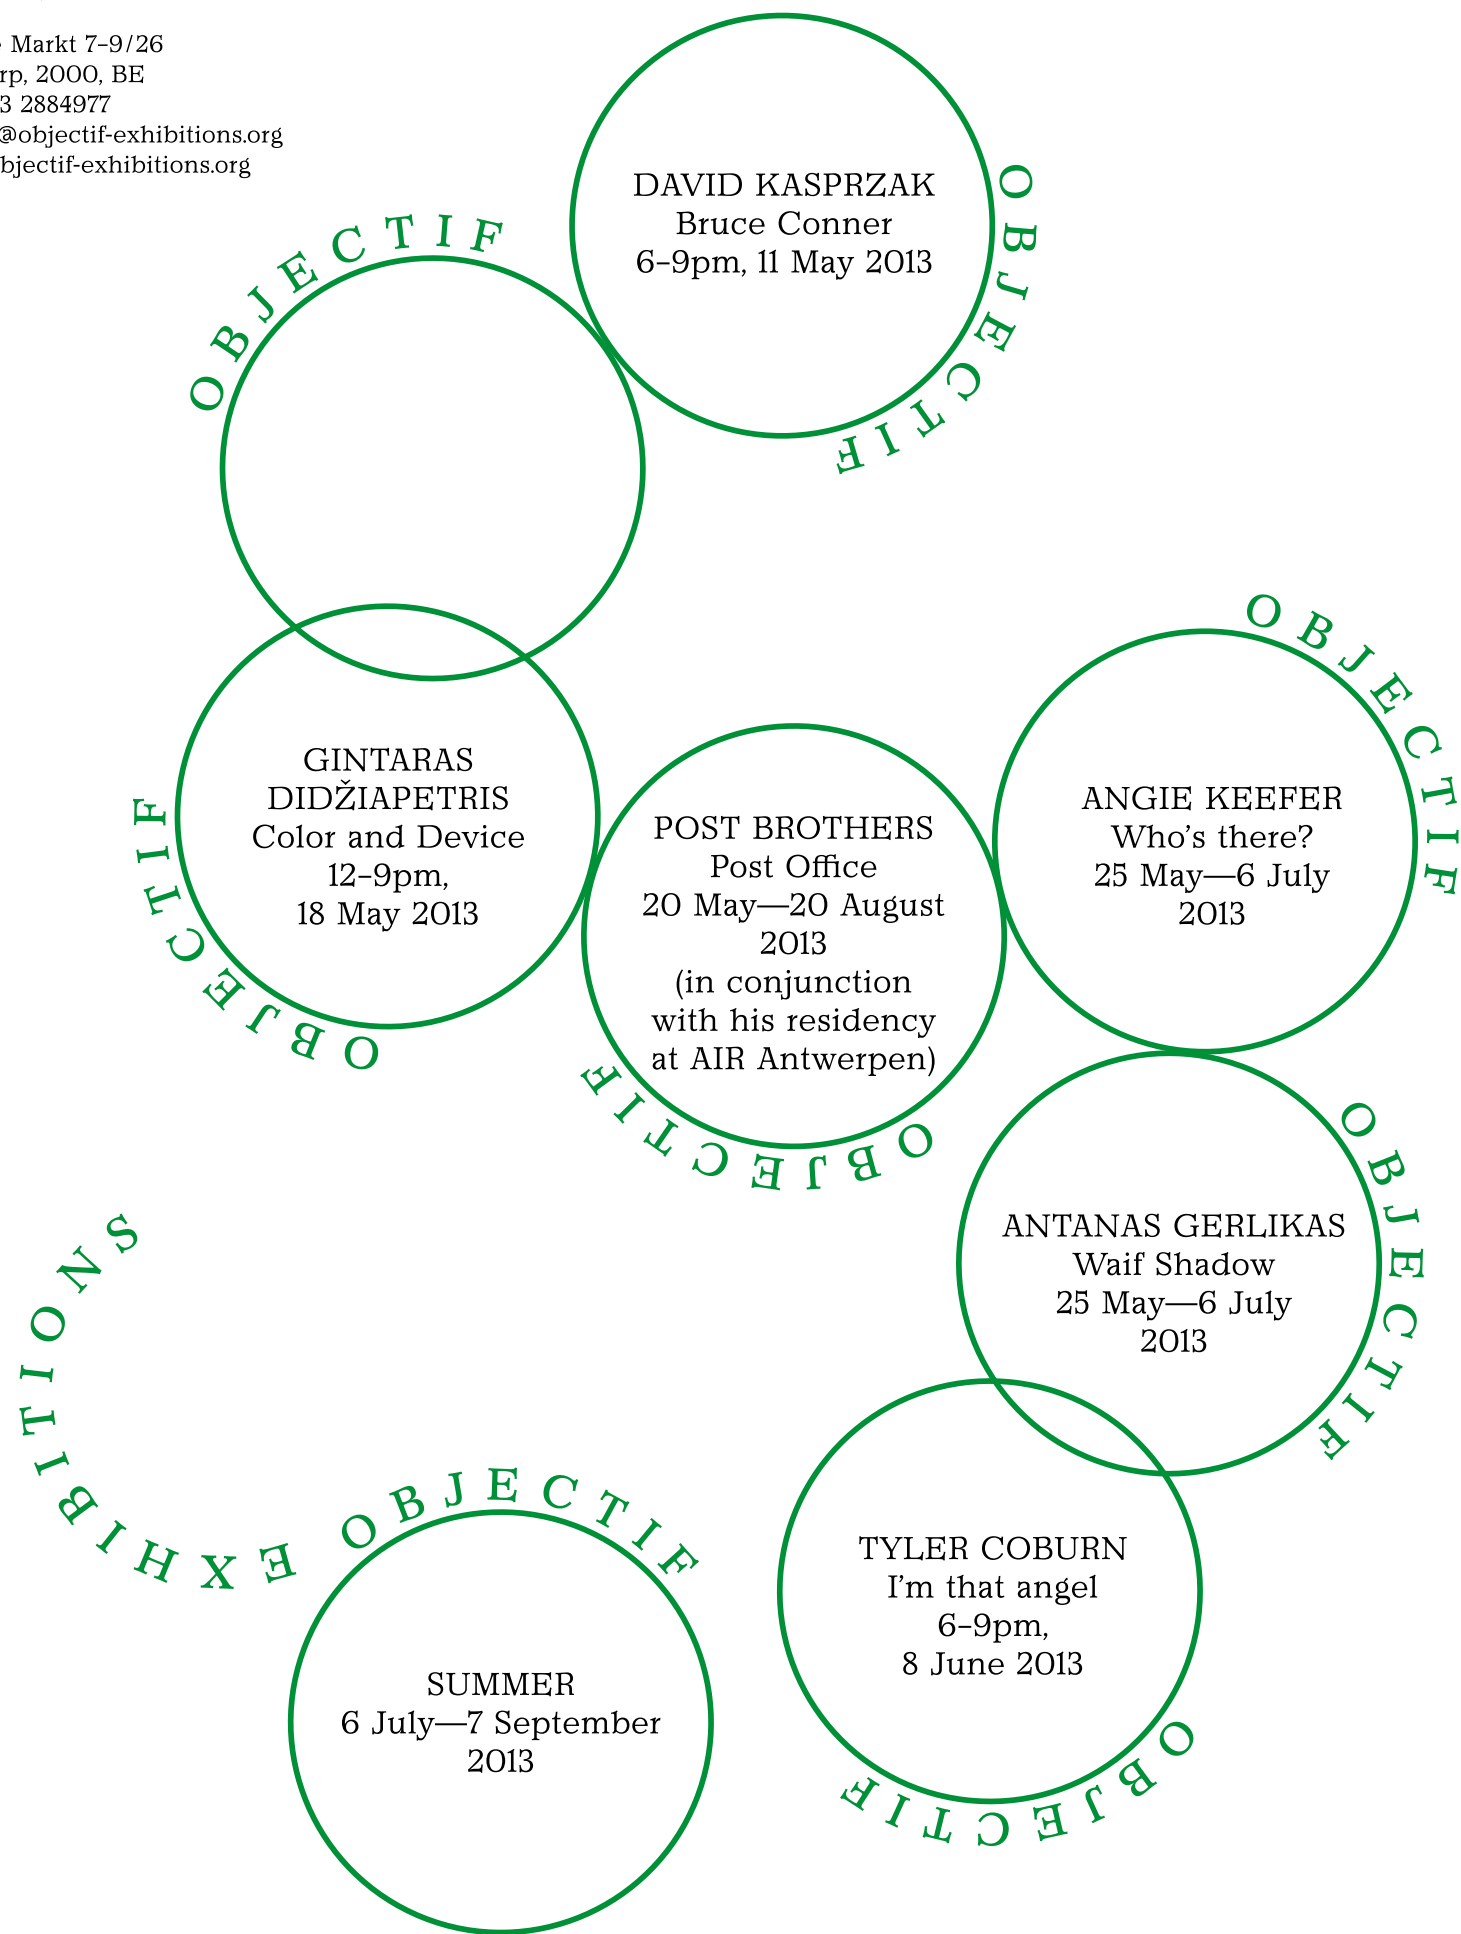 Markt 7–9/26
2000, BE
2884977
@objectif-exhibitions.org
bjectif-exhibitions.org
DAVID KASPRZAK
Bruce Conner
6–9pm, 11 May 2013
OBJECTIF
OBJECTIF
GINTARAS
DIDŽIAPETRIS
Color and Device
12–9pm,
18 May 2013
OBJECTIF
POST BROTHERS
Post Office
20 May—20 August
2013
(in conjunction
with his residency
at AIR Antwerpen)
OBJECTIF
ANGIE KEEFER
Who’s there?
25 May—6 July
2013
OBJECTIF
ANTANAS GERLIKAS
Waif Shadow
25 May—6 July
2013
OBJECTIF
TYLER COBURN
I’m that angel
6–9pm,
8 June 2013
OBJECTIF
OBJECTIF
EXHIBITIONS
SUMMER
6 July—7 September
2013